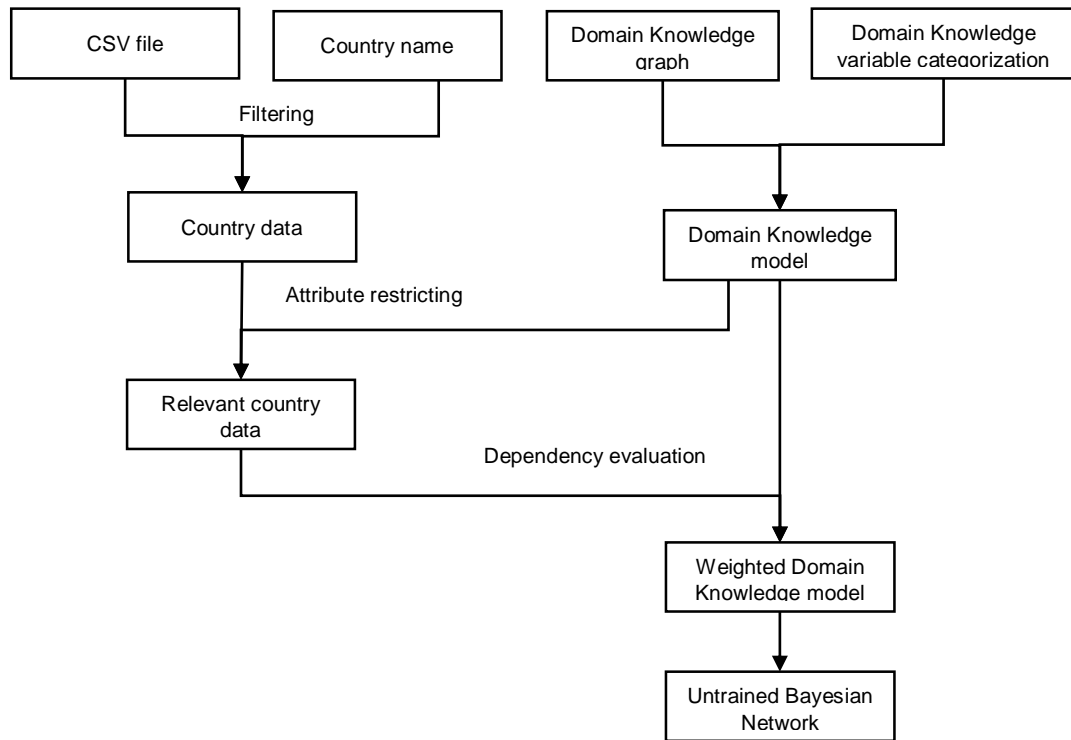 CSV file
Country name
Domain Knowledge
graph
Domain Knowledge
variable categorization
Filtering
Country data
Domain Knowledge
model
Attribute restricting
Relevant country
data
Dependency evaluation
Weighted Domain
Knowledge model
Untrained Bayesian
Network